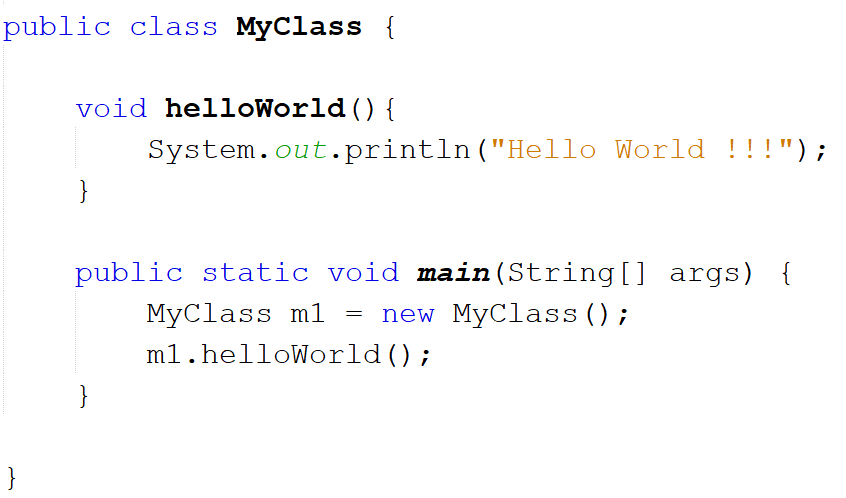 public class MyClass {
void helloWorld(){
System.out.println("Hello World !!!");
}
public static void main(String[] args) {
MyClass m1 = new MyClass();
m1.helloWorld();
}
}